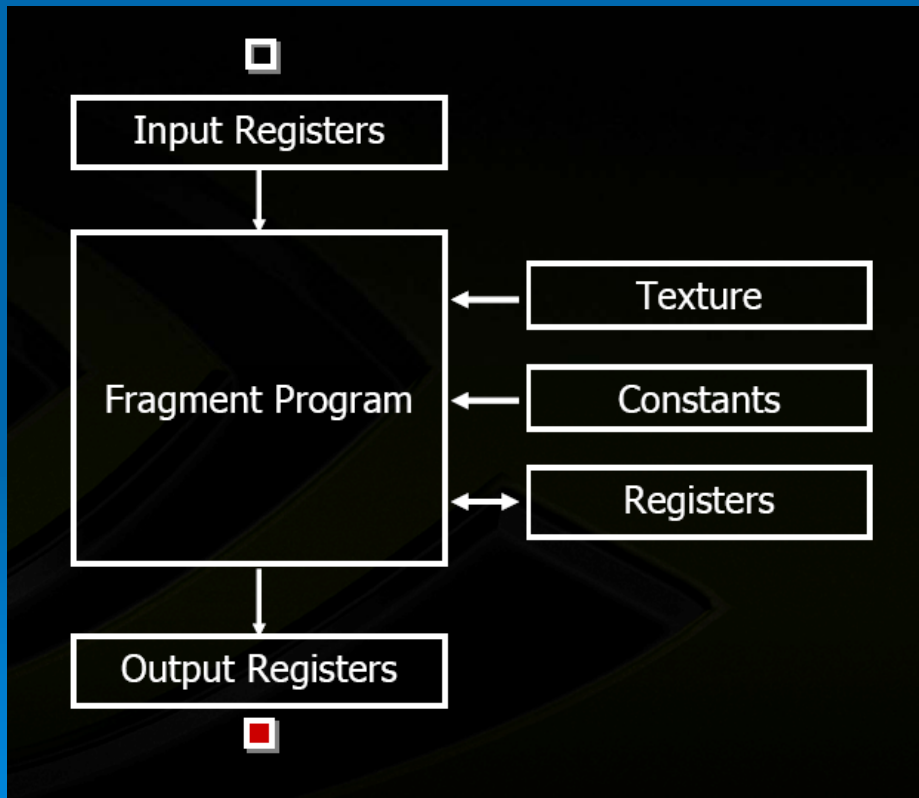 Input Registers
Texture
Fragment Program
Constants
Registers
Output Registers